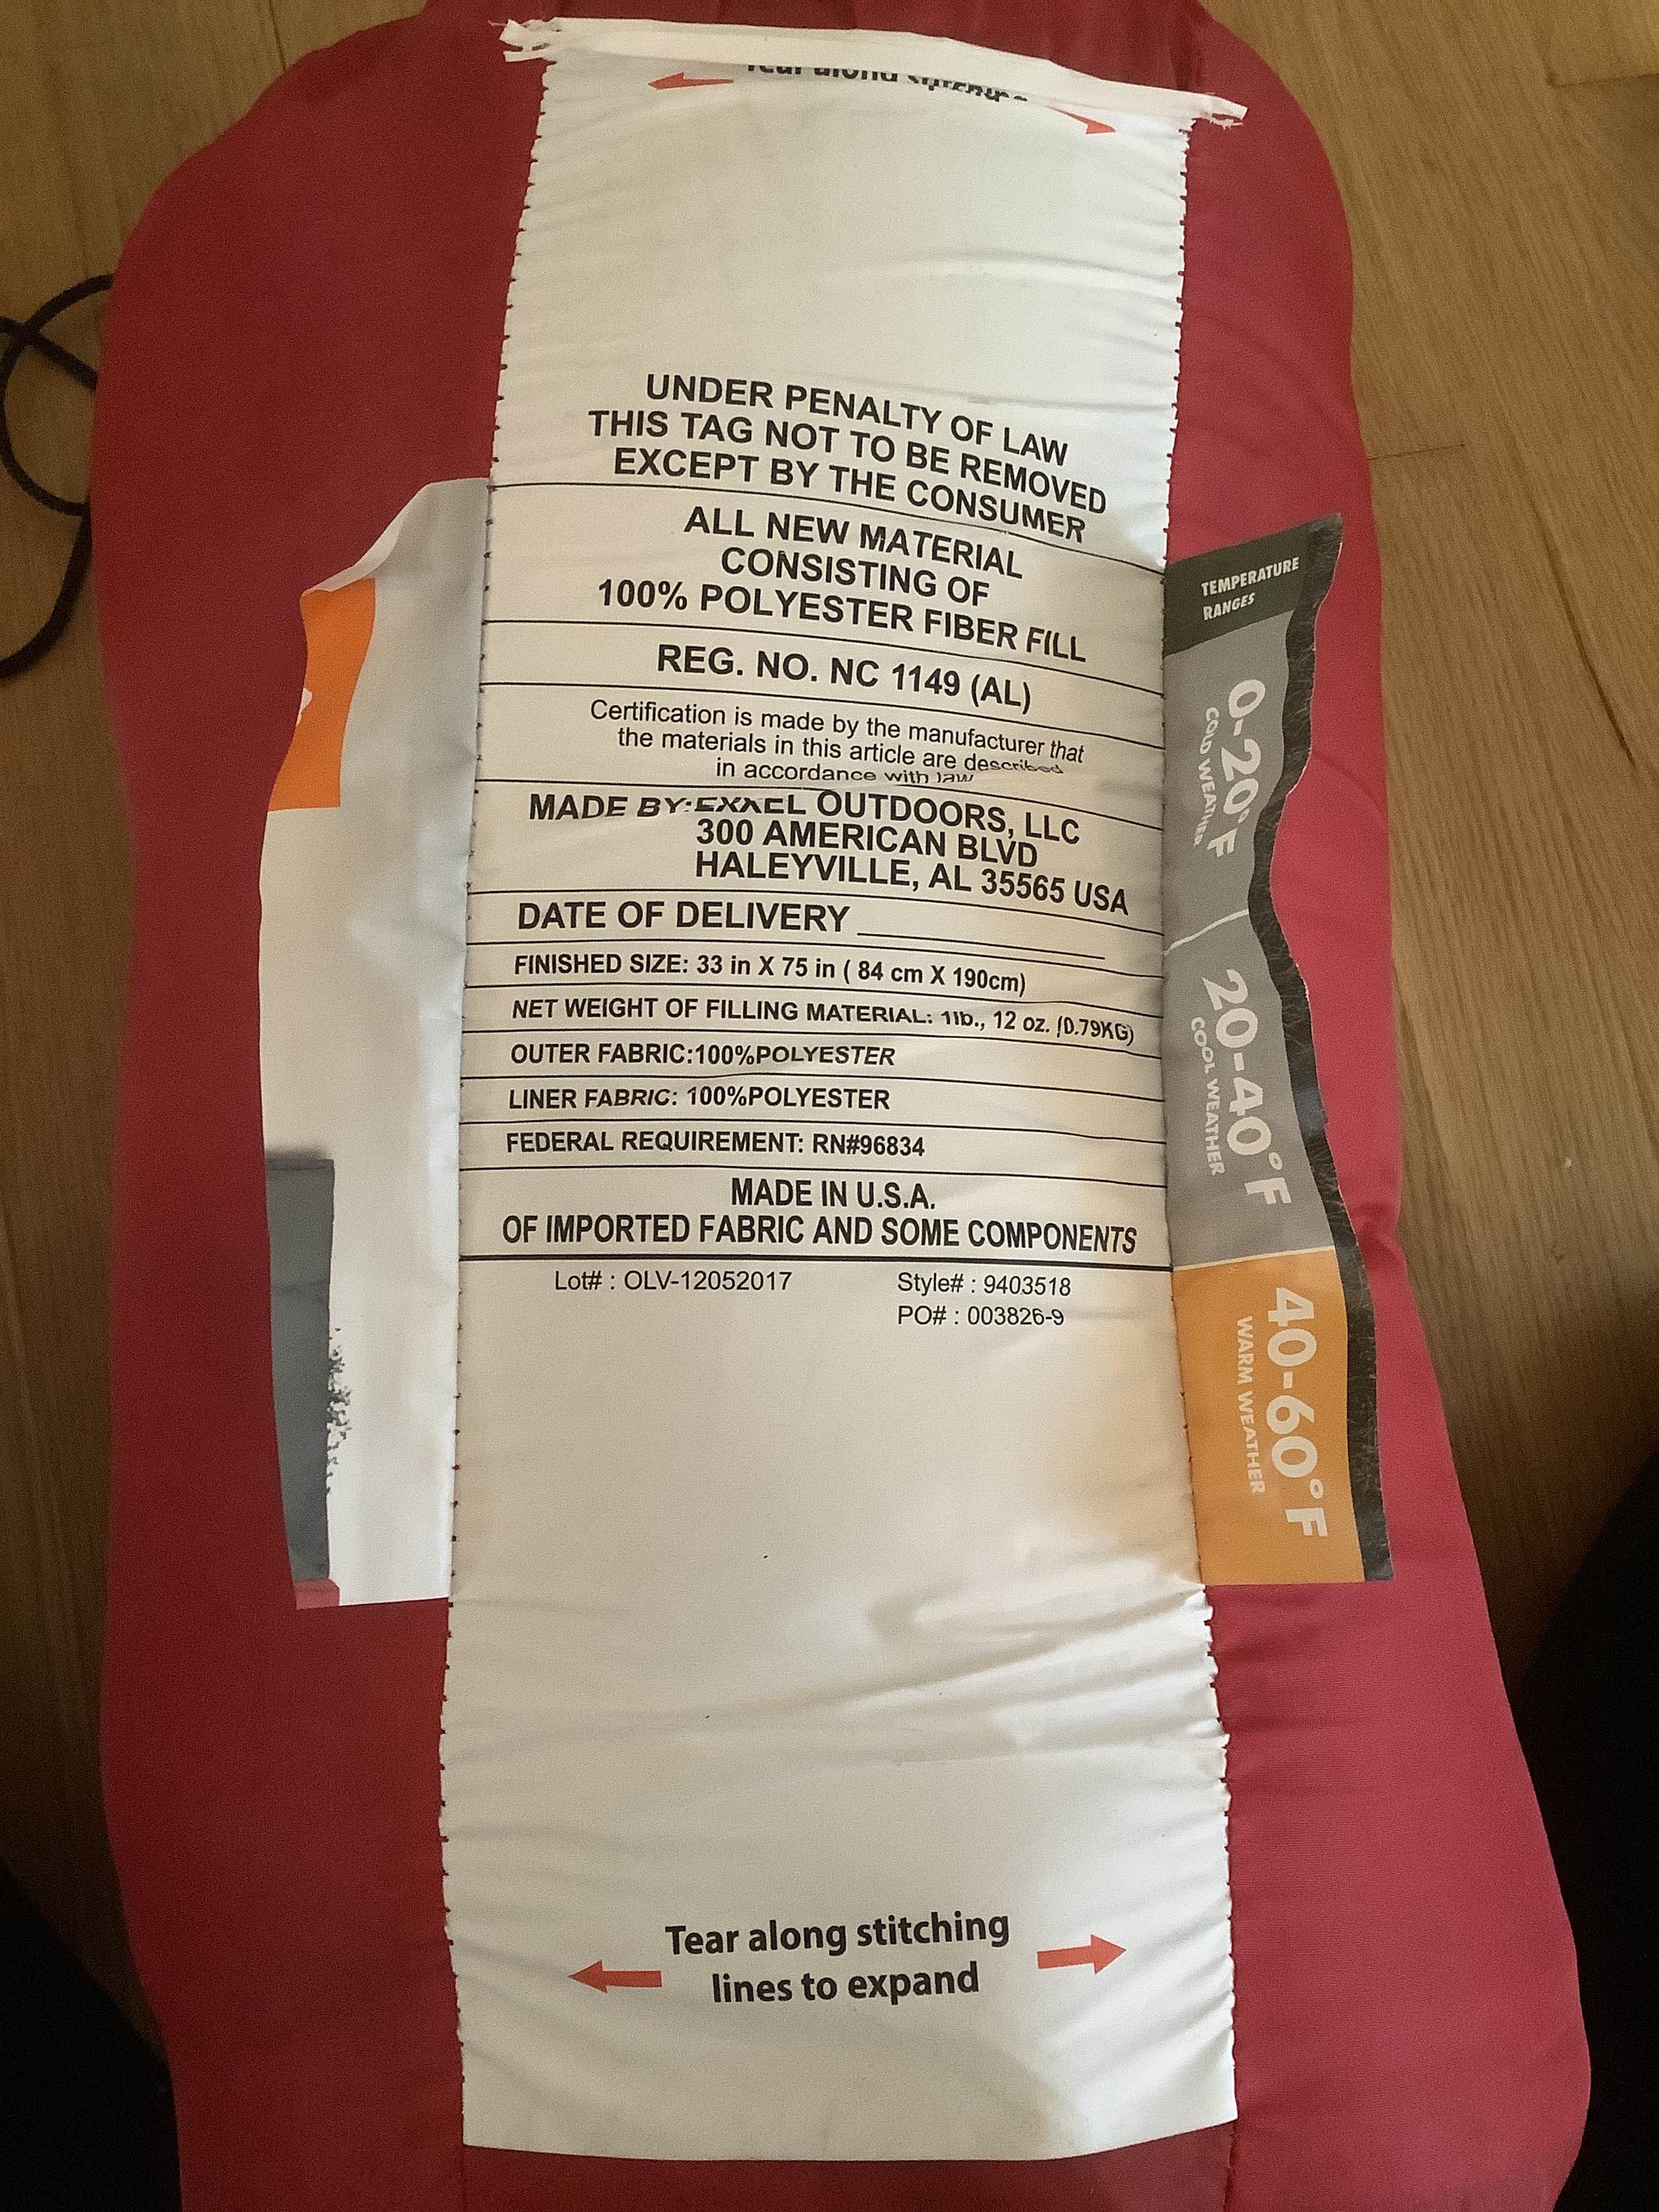 Tear along stitching
UNDER PENALTY OF LAW
THIS TAG NOT TO BE REMOVED
EXCEPT BY THE CONSUMER
ALL NEW MATERIAL
CONSISTING OF
100% POLYESTER FIBER FILL
REG. NO. NC 1149 (AL)
Certification is made by the manufacturer that
the materials in this article are described
in accordance with law
MADE BY:EXXEL OUTDOORS, LLC
300 AMERICAN BLVD
HALEYVILLE, AL 35565 USA
DATE OF DELIVERY
FINISHED SIZE: 33 in X 75 in ( 84 cm X 190cm)
NET WEIGHT OF FILLING MATERIAL: 1lb., 12 oz. (0.79KG)
OUTER FABRIC:100%POLYESTER
LINER FABRIC: 100%POLYESTER
FEDERAL REQUIREMENT: RN#96834
MADE IN U.S.A.
OF IMPORTED FABRIC AND SOME COMPONENTS
Lot# : OLV-12052017 Style# : 9403518
PO# : 003826-9
Tear along stitching
lines to expand
TEMPERATURE
RANGES
0-20°F
COLD WEATHER
20-40°F
COOL WEATHER
40-60°F
WARM WEATHER